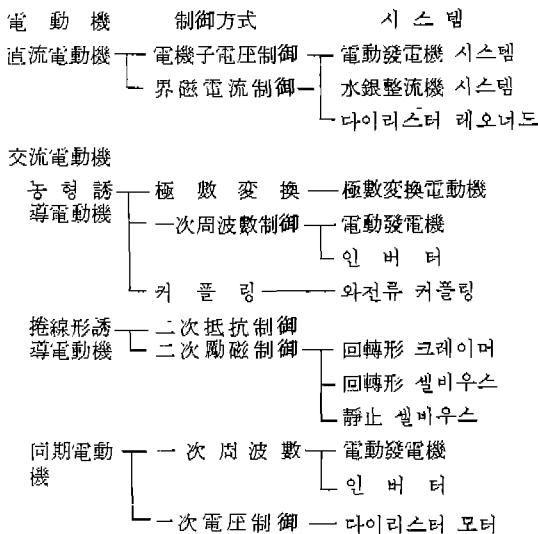 電動機 制御方式 시스템
直流電動機 電機子電圧制御 電動發電機 시스템
界磁電流制御 水銀整流機 시스템
다이리스터 레오너드
交流電動機
농형誘 極數変換 極數変換電動機
導電動機 一次周波數制御 電動發電機
인버터
커플링 와전류 커플링
捲線形誘 二次抵抗制御
導電動機 二次勵磁制御 回轉形 크레이머
回轉形 셀비우스
靜止 셀비우스
同期電動 一次周波數 電動發電機
機 인버터
一次電圧制御 다이리스터 모터